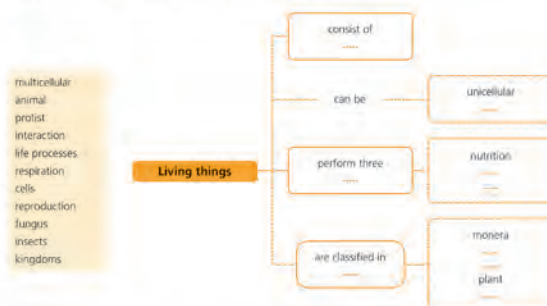 multicellular
animal
protist
interaction
life processes
respiration
cells
reproduction
fungus
insects
kingdoms
Living things
consist of
.....
can be
unicellular
.....
perform three
.....
nutrition
.....
.....
are classified in
.....
monera
.....
.....
plant
.....